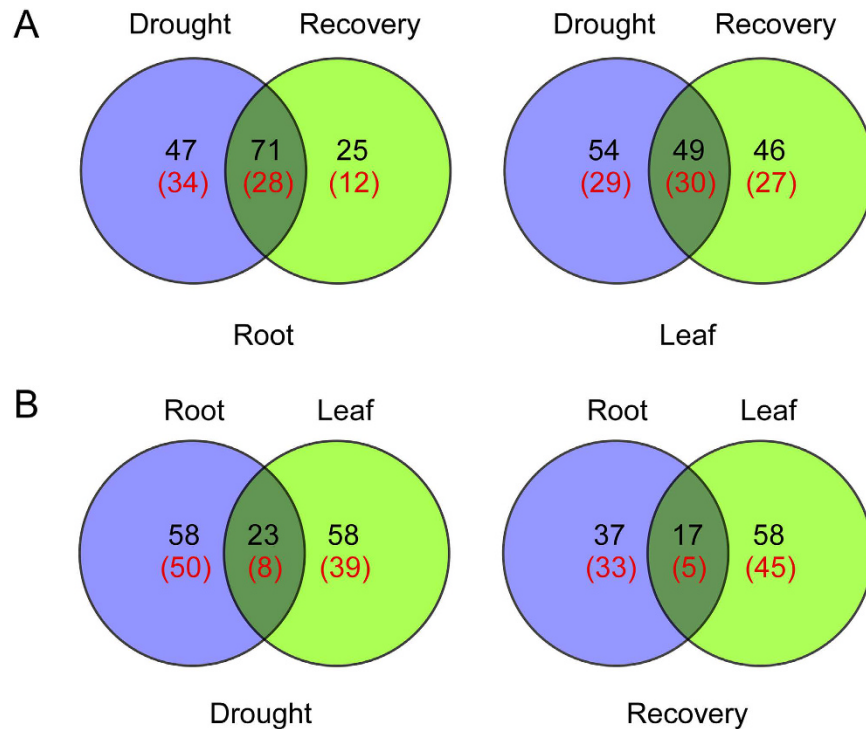 A
Drought Recovery Drought Recovery
47 71 25 54 49 46
(34) (28) (12) (29) (30) (27)
Root Leaf
B
Root Leaf Root Leaf
58 23 58 37 17 58
(50) (8) (39) (33) (5) (45)
Drought Recovery